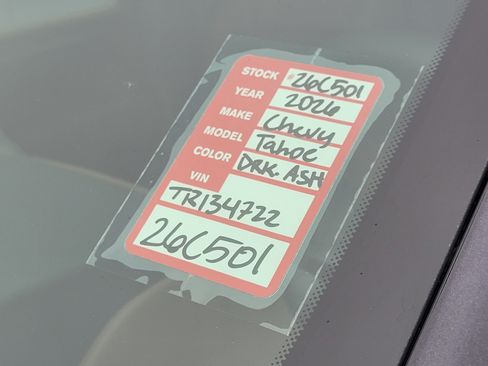 STOCK #26C501
YEAR 2026
MAKE Chevy
MODEL Tahoe
COLOR DRK. ASH
VIN
TR134722
26C501